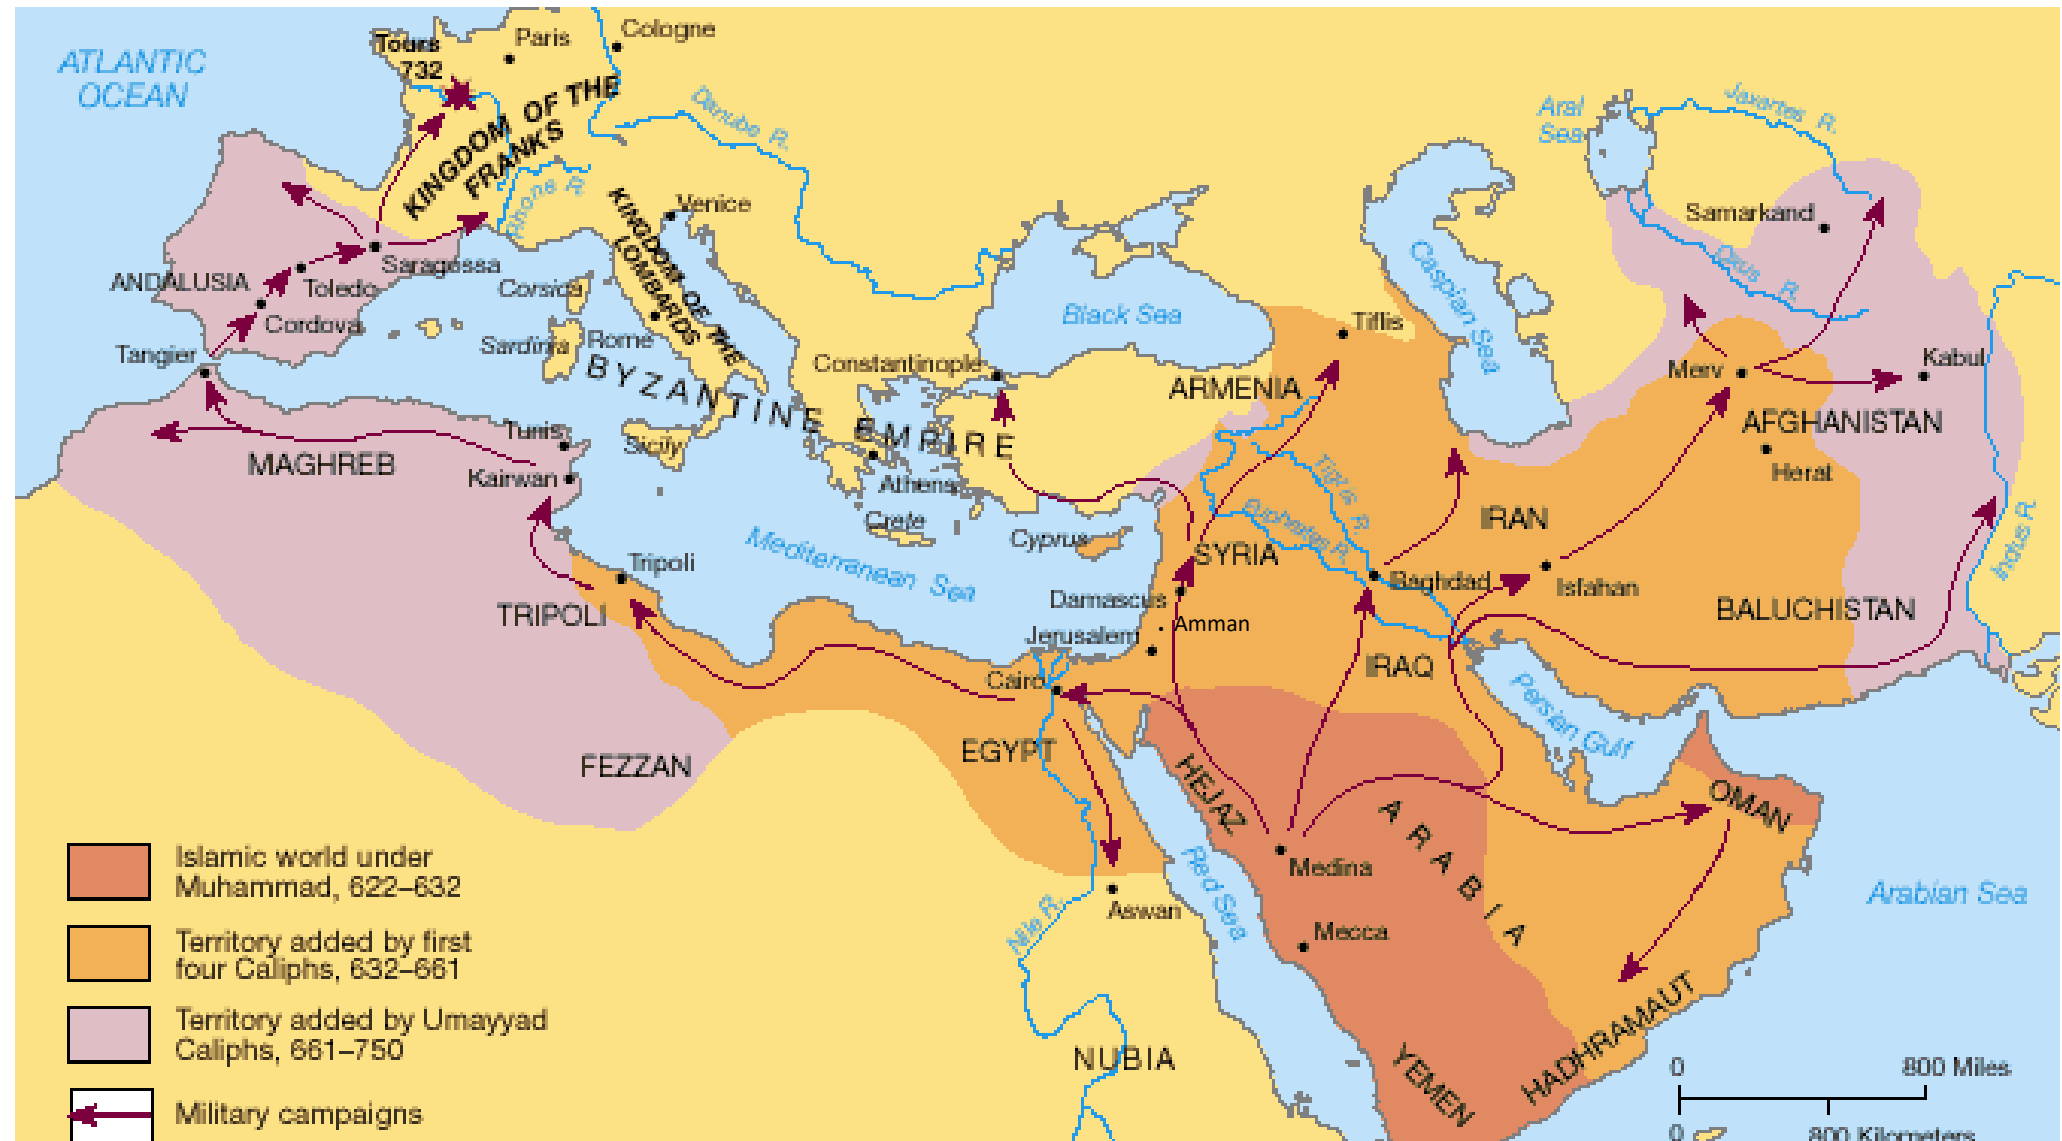 ATLANTIC
OCEAN
Tours
732
Paris
Cologne
KINGDOM OF THE
FRANKS
Danube R.
Rhone R.
Venice
KINGDOM OF THE
LOMBARDS
Aral
Sea
Jaxartes R.
Samarkand
Oxus R.
Caspian Sea
Black Sea
Tiflis
ANDALUSIA
Saragossa
Toledo
Cordova
Tangier
Corsica
Sardinia
Rome
BYZANTINE EMPIRE
Constantinople
ARMENIA
Merv
Kabul
AFGHANISTAN
Herat
MAGHREB
Tunis
Kairwan
Sicily
Athens
Crete
Cyprus
Mediterranean Sea
SYRIA
Tigris R.
Euphrates R.
IRAN
Baghdad
Isfahan
BALUCHISTAN
Indus R.
Tripoli
TRIPOLI
Damascus
Amman
Jerusalem
Cairo
IRAQ
Persian Gulf
FEZZAN
EGYPT
HEJAZ
ARABIA
OMAN
Medina
Mecca
Red Sea
Arabian Sea
Aswan
Nile R.
NUBIA
YEMEN
HADHRAMAUT
Islamic world under
Muhammad, 622–632
Territory added by first
four Caliphs, 632–661
Territory added by Umayyad
Caliphs, 661–750
Military campaigns
0 800 Miles
0 800 Kilometers